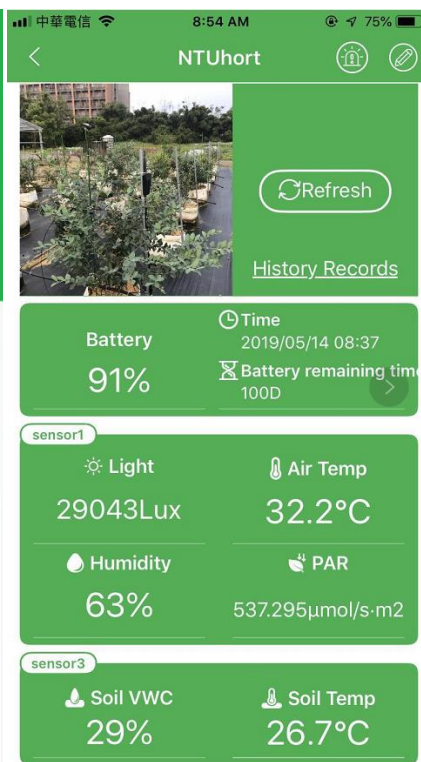 中華電信 8:54 AM 75%
NTUhort
Refresh
History Records
Battery
91%
Time
2019/05/14 08:37
Battery remaining time
100D
sensor1
Light
29043Lux
Air Temp
32.2°C
Humidity
63%
PAR
537.295μmol/s·m2
sensor3
Soil VWC
29%
Soil Temp
26.7°C